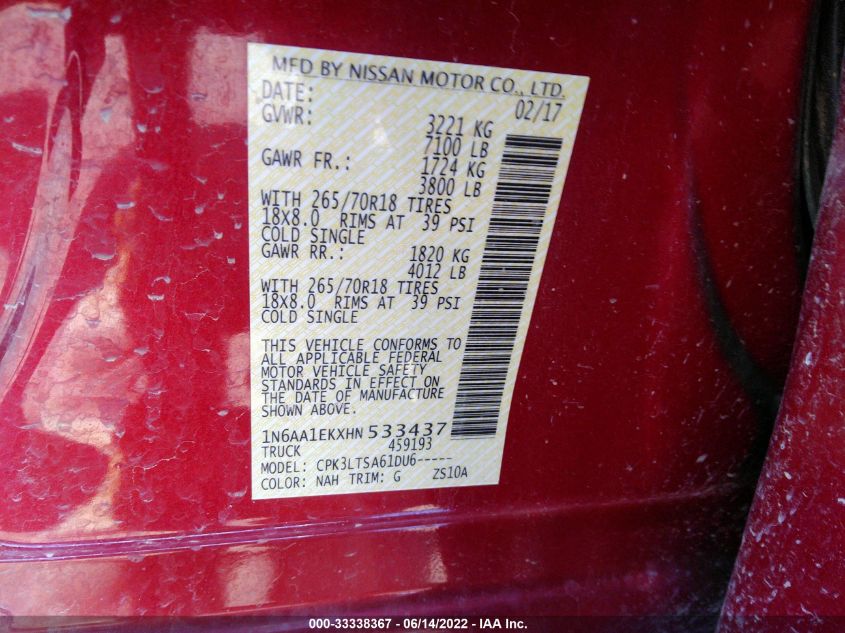 MFD BY NISSAN MOTOR CO., LTD.
DATE: 02/17
GVWR: 3221 KG
7100 LB
GAWR FR.: 1724 KG
3800 LB
WITH 265/70R18 TIRES
18X8.0 RIMS AT 39 PSI
COLD SINGLE
GAWR RR.: 1820 KG
4012 LB
WITH 265/70R18 TIRES
18X8.0 RIMS AT 39 PSI
COLD SINGLE
THIS VEHICLE CONFORMS TO
ALL APPLICABLE FEDERAL
MOTOR VEHICLE SAFETY
STANDARDS IN EFFECT ON
THE DATE OF MANUFACTURE
SHOWN ABOVE.
1N6AA1EKXHN533437
TRUCK 459193
MODEL: CPK3LTSA61DU6-----
COLOR: NAH TRIM: G ZS10A
000-33338367 - 06/14/2022 - IAA Inc.